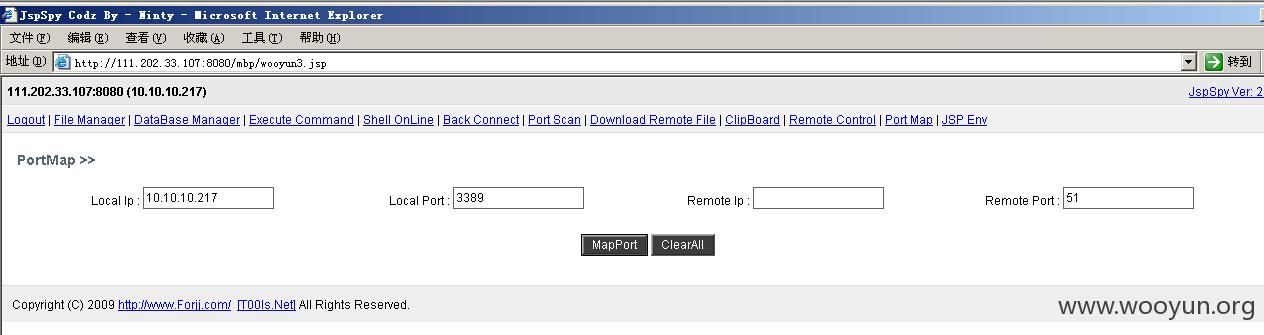 JspSpy Codz By - Ninty - Microsoft Internet Explorer
文件(F) 编辑(E) 查看(V) 收藏(A) 工具(T) 帮助(H)
地址(D) http://111.202.33.107:8080/mbp/wooyun3.jsp 转到
111.202.33.107:8080 (10.10.10.217) JspSpy Ver: 2
Logout | File Manager | DataBase Manager | Execute Command | Shell OnLine | Back Connect | Port Scan | Download Remote File | ClipBoard | Remote Control | Port Map | JSP Env
PortMap >>
Local Ip : 10.10.10.217 Local Port : 3389 Remote Ip : Remote Port : 51
MapPort ClearAll
Copyright (C) 2009 http://www.Forjj.com/ [T00ls.Net] All Rights Reserved.
www.wooyun.org